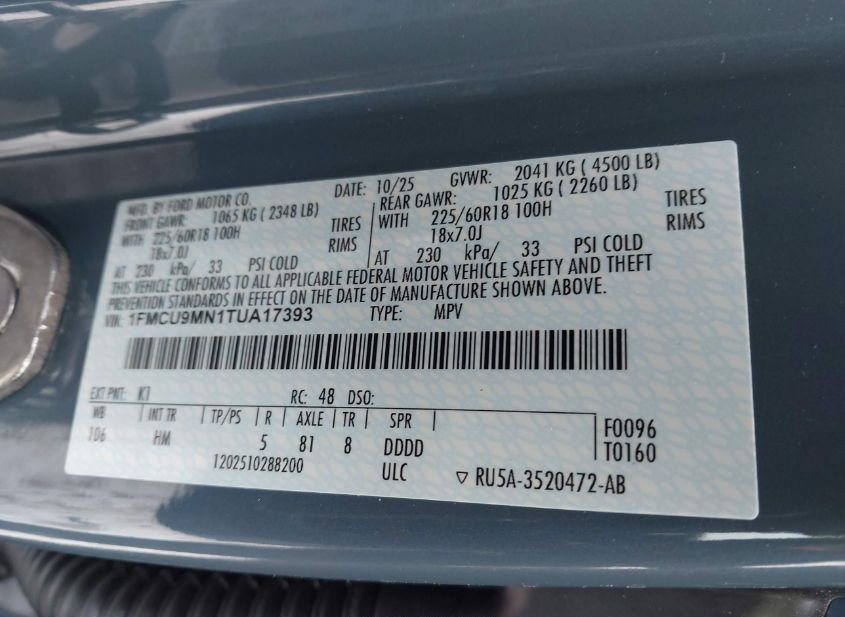 MFD. BY FORD MOTOR CO. DATE: 10/25 GVWR: 2041 KG ( 4500 LB)
FRONT GAWR: 1065 KG ( 2348 LB) REAR GAWR: 1025 KG ( 2260 LB)
WITH 225/60R18 100H TIRES WITH 225/60R18 100H TIRES
18x7.0J RIMS 18x7.0J RIMS
AT 230 kPa/ 33 PSI COLD AT 230 kPa/ 33 PSI COLD
THIS VEHICLE CONFORMS TO ALL APPLICABLE FEDERAL MOTOR VEHICLE SAFETY AND THEFT
PREVENTION STANDARDS IN EFFECT ON THE DATE OF MANUFACTURE SHOWN ABOVE.
VIN: 1FMCU9MN1TUA17393 TYPE: MPV
EXT PNT: K1 RC: 48 DSO:
WB INT TR TP/PS R AXLE TR SPR F0096
106 HM 5 81 8 DDDD T0160
1202510288200 ULC ▽ RU5A-3520472-AB